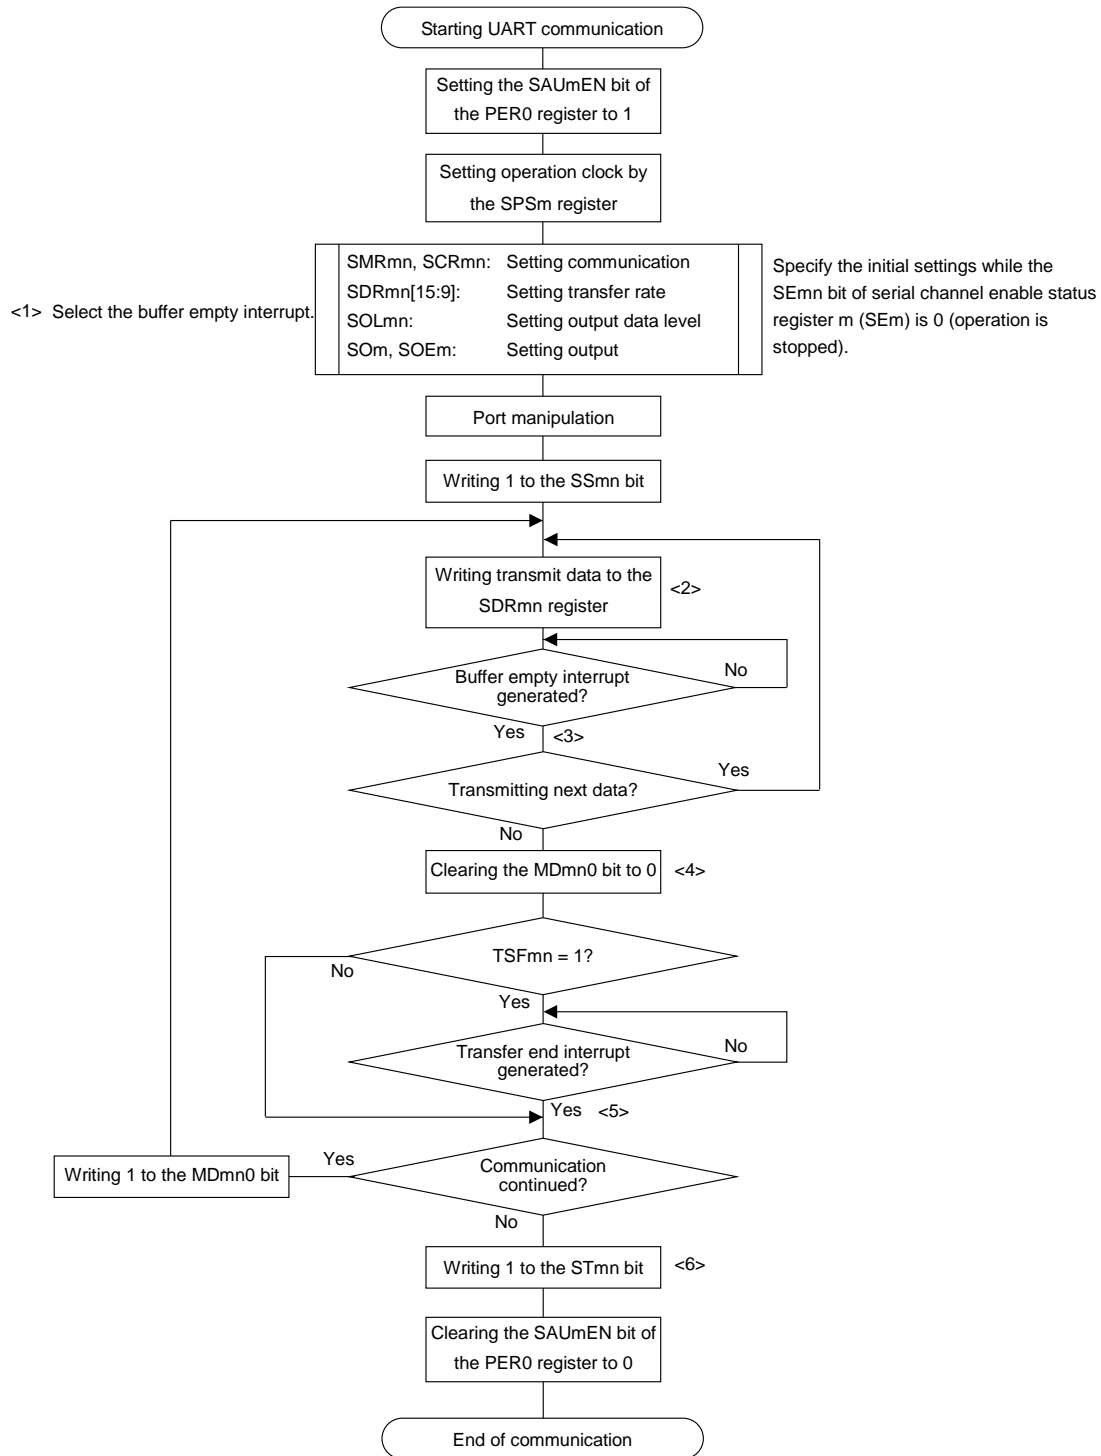 Starting UART communication
Setting the SAUmEN bit of
the PER0 register to 1
Setting operation clock by
the SPSm register
<1> Select the buffer empty interrupt.
SMRmn, SCRmn: Setting communication
SDRmn[15:9]: Setting transfer rate
SOLmn: Setting output data level
SOm, SOEm: Setting output
Specify the initial settings while the
SEmn bit of serial channel enable status
register m (SEm) is 0 (operation is
stopped).
Port manipulation
Writing 1 to the SSmn bit
Writing transmit data to the
SDRmn register
<2>
Buffer empty interrupt
generated?
No
Yes
<3>
Transmitting next data?
Yes
No
Clearing the MDmn0 bit to 0
<4>
TSFmn = 1?
No
Yes
Transfer end interrupt
generated?
No
Yes
<5>
Communication
continued?
Yes
Writing 1 to the MDmn0 bit
No
Writing 1 to the STmn bit
<6>
Clearing the SAUmEN bit of
the PER0 register to 0
End of communication